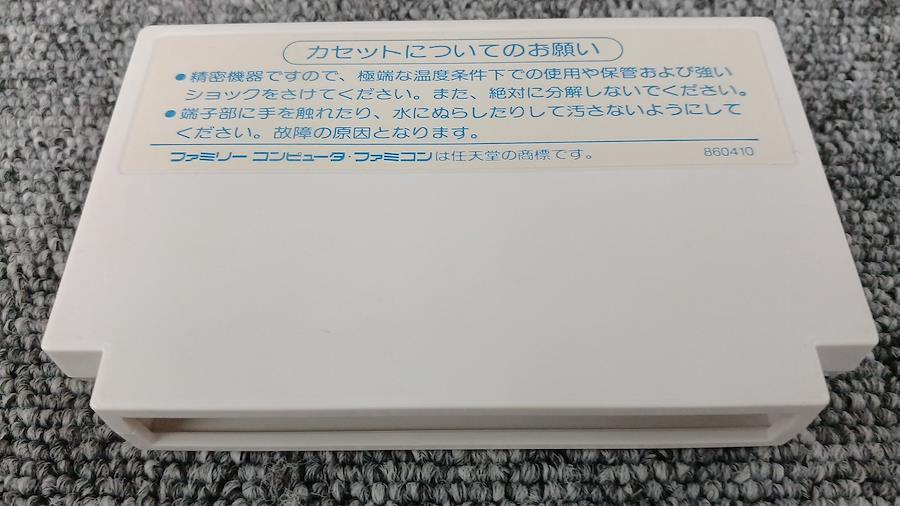 カセットについてのお願い
●精密機器ですので、極端な温度条件下での使用や保管および強い
ショックをさけてください。また、絶対に分解しないでください。
●端子部に手を触れたり、水にぬらしたりして汚さないようにして
ください。故障の原因となります。
ファミリーコンピュータ・ファミコンは任天堂の商標です。 860410